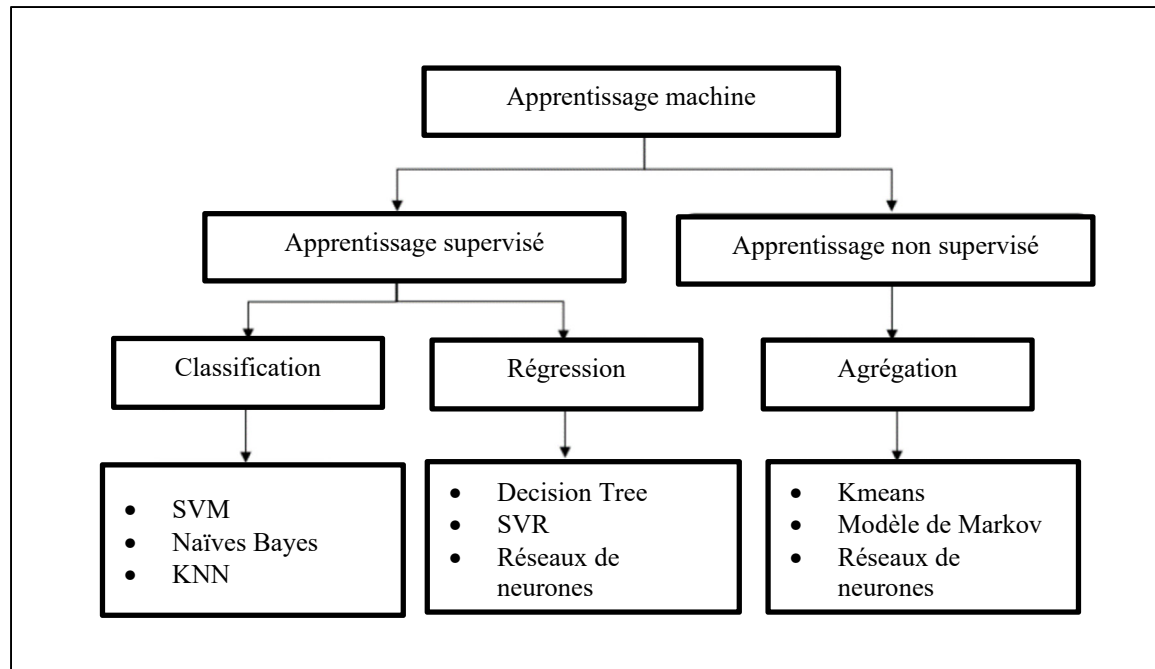 Apprentissage machine
Apprentissage supervisé
Apprentissage non supervisé
Classification
Régression
Agrégation
• SVM
• Naïves Bayes
• KNN
• Decision Tree
• SVR
• Réseaux de
neurones
• Kmeans
• Modèle de Markov
• Réseaux de
neurones